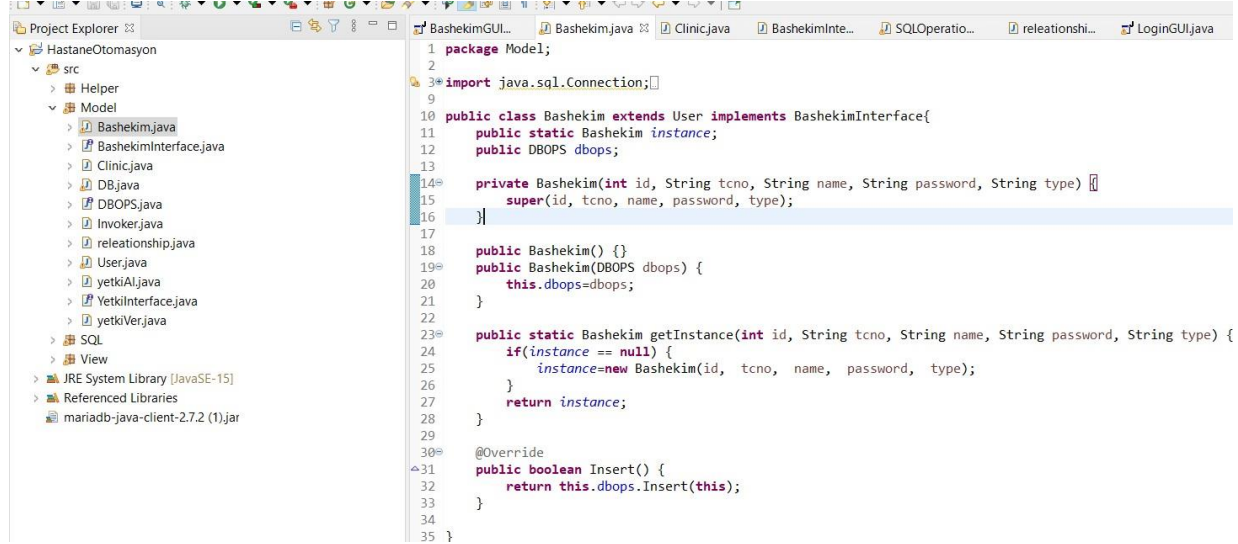 Project Explorer
HastaneOtomasyon
src
Helper
Model
Bashekim.java
BashekimInterface.java
Clinic.java
DB.java
DBOPS.java
Invoker.java
releationship.java
User.java
yetkiAl.java
YetkiInterface.java
yetkiVer.java
SQL
View
JRE System Library [JavaSE-15]
Referenced Libraries
mariadb-java-client-2.7.2 (1).jar
BashekimGUI... Bashekim.java Clinic.java BashekimInte... SQLOperatio... releationshi... LoginGUI.java
1 package Model;
2
3 import java.sql.Connection;
9
10 public class Bashekim extends User implements BashekimInterface{
11 public static Bashekim instance;
12 public DBOPS dbops;
13
14 private Bashekim(int id, String tcno, String name, String password, String type) {
15 super(id, tcno, name, password, type);
16 }
17
18 public Bashekim() {}
19 public Bashekim(DBOPS dbops) {
20 this.dbops=dbops;
21 }
22
23 public static Bashekim getInstance(int id, String tcno, String name, String password, String type) {
24 if(instance == null) {
25 instance=new Bashekim(id, tcno, name, password, type);
26 }
27 return instance;
28 }
29
30 @Override
31 public boolean Insert() {
32 return this.dbops.Insert(this);
33 }
34
35 }